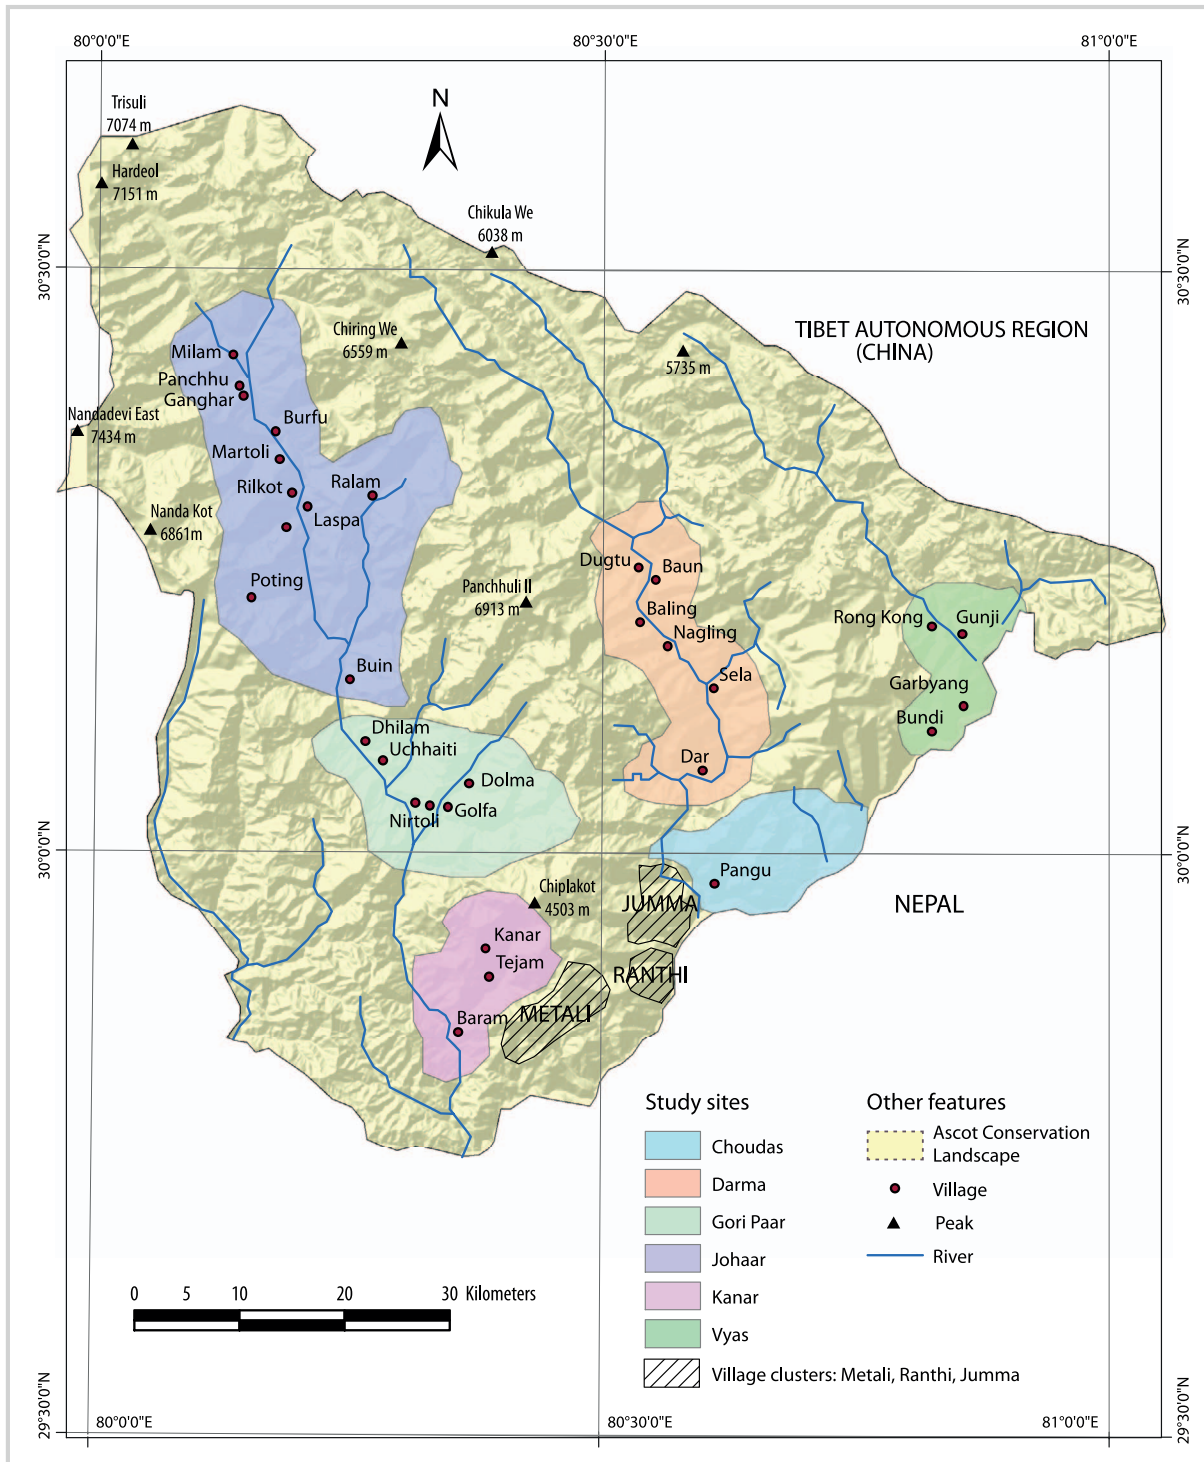 80°0'0"E
80°30'0"E
81°0'0"E
Trisuli
7074 m
N
Hardeol
7151 m
Chikula We
6038 m
30°30'0"N
30°30'0"N
Chiring We
6559 m
TIBET AUTONOMOUS REGION
(CHINA)
5735 m
Milam
Panchhu
Ganghar
Nandadevi East
7434 m
Burfu
Martoli
Rilkot
Ralam
Laspa
Nanda Kot
6861m
Dugtu
Baun
Poting
Panchhuli II
6913 m
Baling
Nagling
Rong Kong
Gunji
Buin
Sela
Garbyang
Bundi
Dhilam
Uchhaiti
Dar
Dolma
Nirtoli
Golfa
30°0'0"N
30°0'0"N
Pangu
Chiplakot
4503 m
JUMMA
NEPAL
Kanar
Tejam
RANTHI
METALI
Baram
Study sites
Choudas
Darma
Gori Paar
Johaar
Kanar
Vyas
Village clusters: Metali, Ranthi, Jumma
Other features
Ascot Conservation
Landscape
Village
Peak
River
0 5 10 20 30 Kilometers
29°30'0"N
29°30'0"N
80°0'0"E
80°30'0"E
81°0'0"E